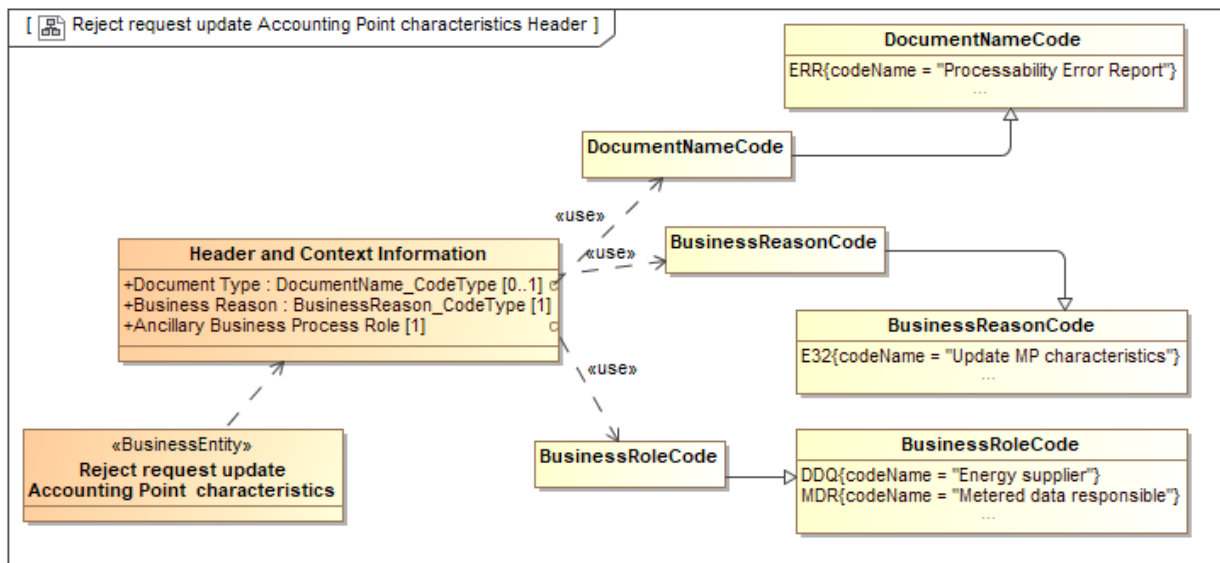 [ Reject request update Accounting Point characteristics Header ]
DocumentNameCode
ERR{codeName = "Processability Error Report"}
...
DocumentNameCode
«use»
BusinessReasonCode
«use»
Header and Context Information
+Document Type : DocumentName_CodeType [0..1]
+Business Reason : BusinessReason_CodeType [1]
+Ancillary Business Process Role [1]
BusinessReasonCode
E32{codeName = "Update MP characteristics"}
...
«use»
«BusinessEntity»
Reject request update
Accounting Point characteristics
BusinessRoleCode
BusinessRoleCode
DDQ{codeName = "Energy supplier"}
MDR{codeName = "Metered data responsible"}
...